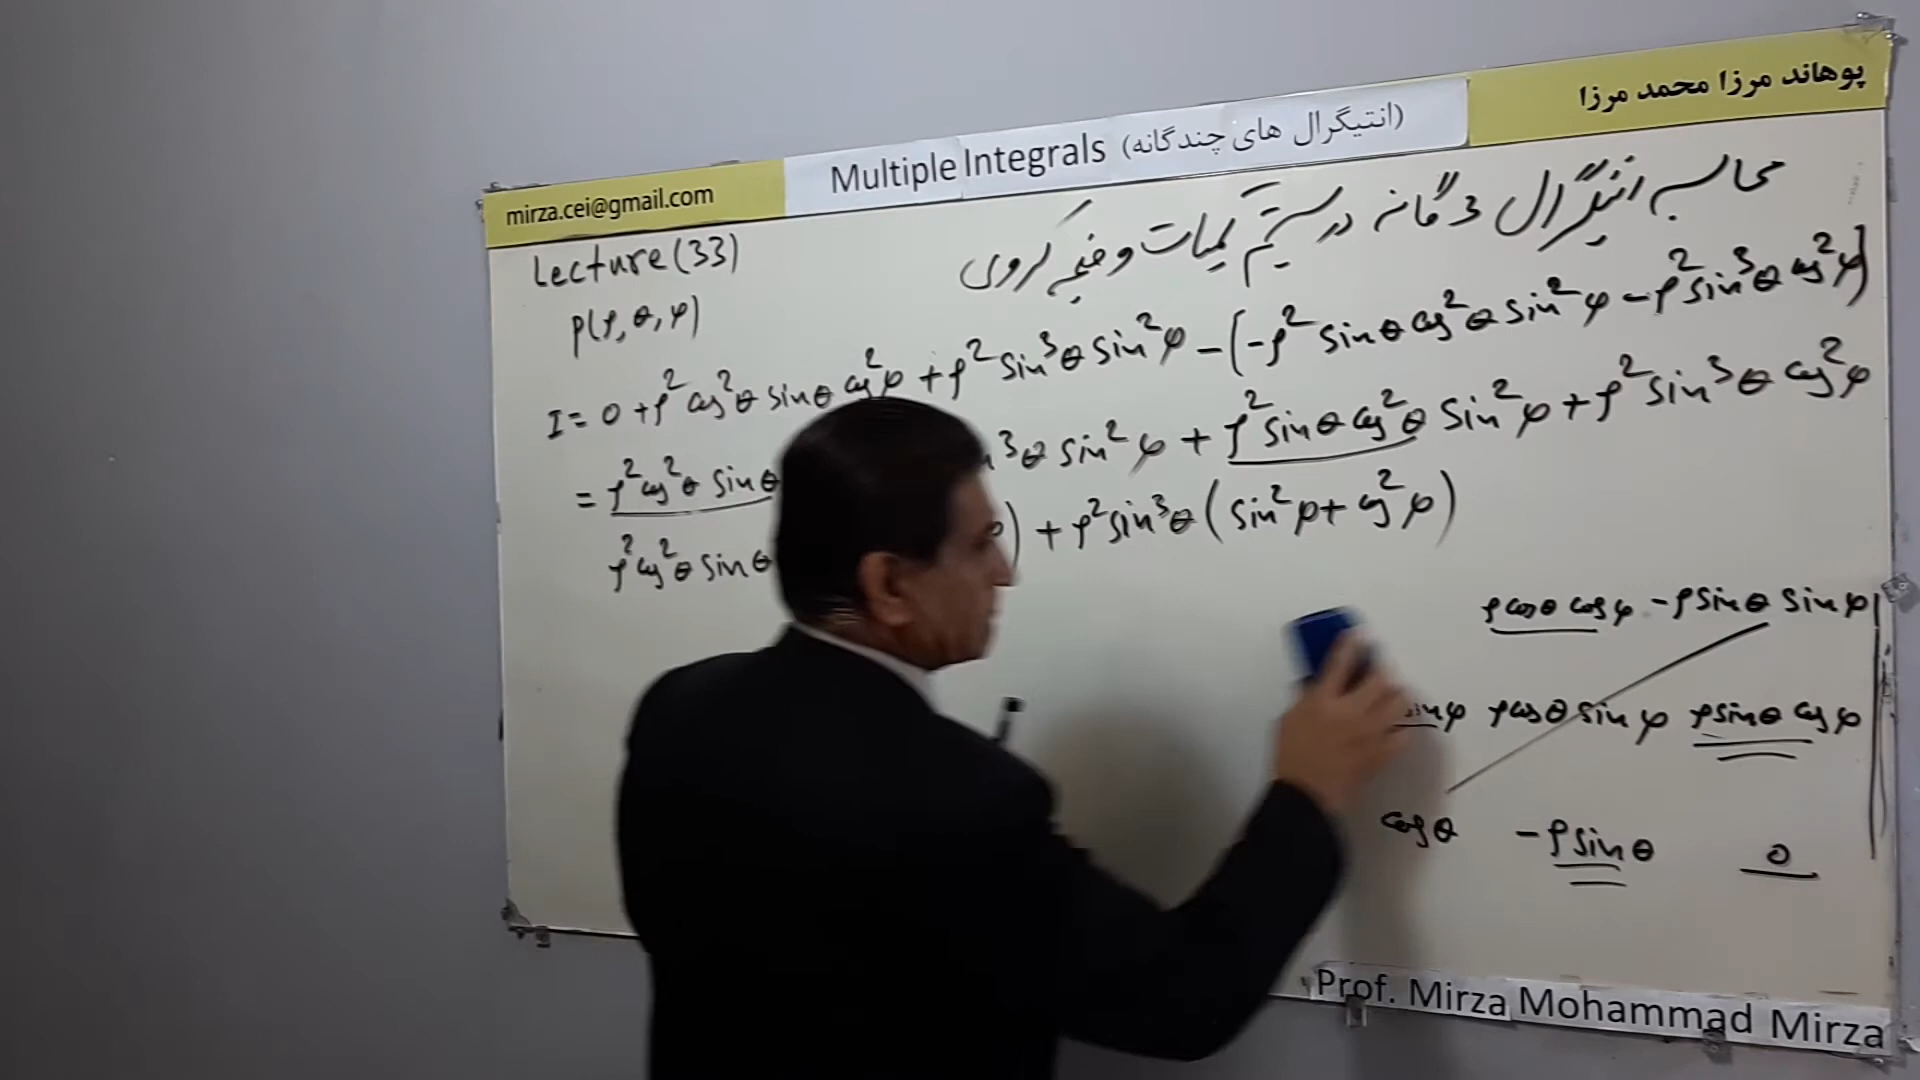 پوهاند مرزا محمد مرزا
Multiple Integrals (انتیگرال های چندگانه)
mirza.cei@gmail.com
محاسبه انتیگرال 3 گانه در سیستم کمیات وضعیه کروی
Lecture (33)
P(ρ, θ, φ)
I = 0 + ρ² cos²θ sinθ cos²φ + ρ² sin³θ sin²φ - (-ρ² sinθ cos²θ sin²φ - ρ² sin³θ cos²φ)
= ρ² cos²θ sinθ ³θ sin²φ + ρ² sinθ cos²θ sin²φ + ρ² sin³θ cos²φ
ρ² cos²θ sinθ ) + ρ² sin³θ (sin²φ + cos²φ)
ρcosθ cosφ -ρsinθ sinφ
sinφ ρcosθ sinφ ρsinθ cosφ
cosθ -ρsinθ 0
Prof. Mirza Mohammad Mirza